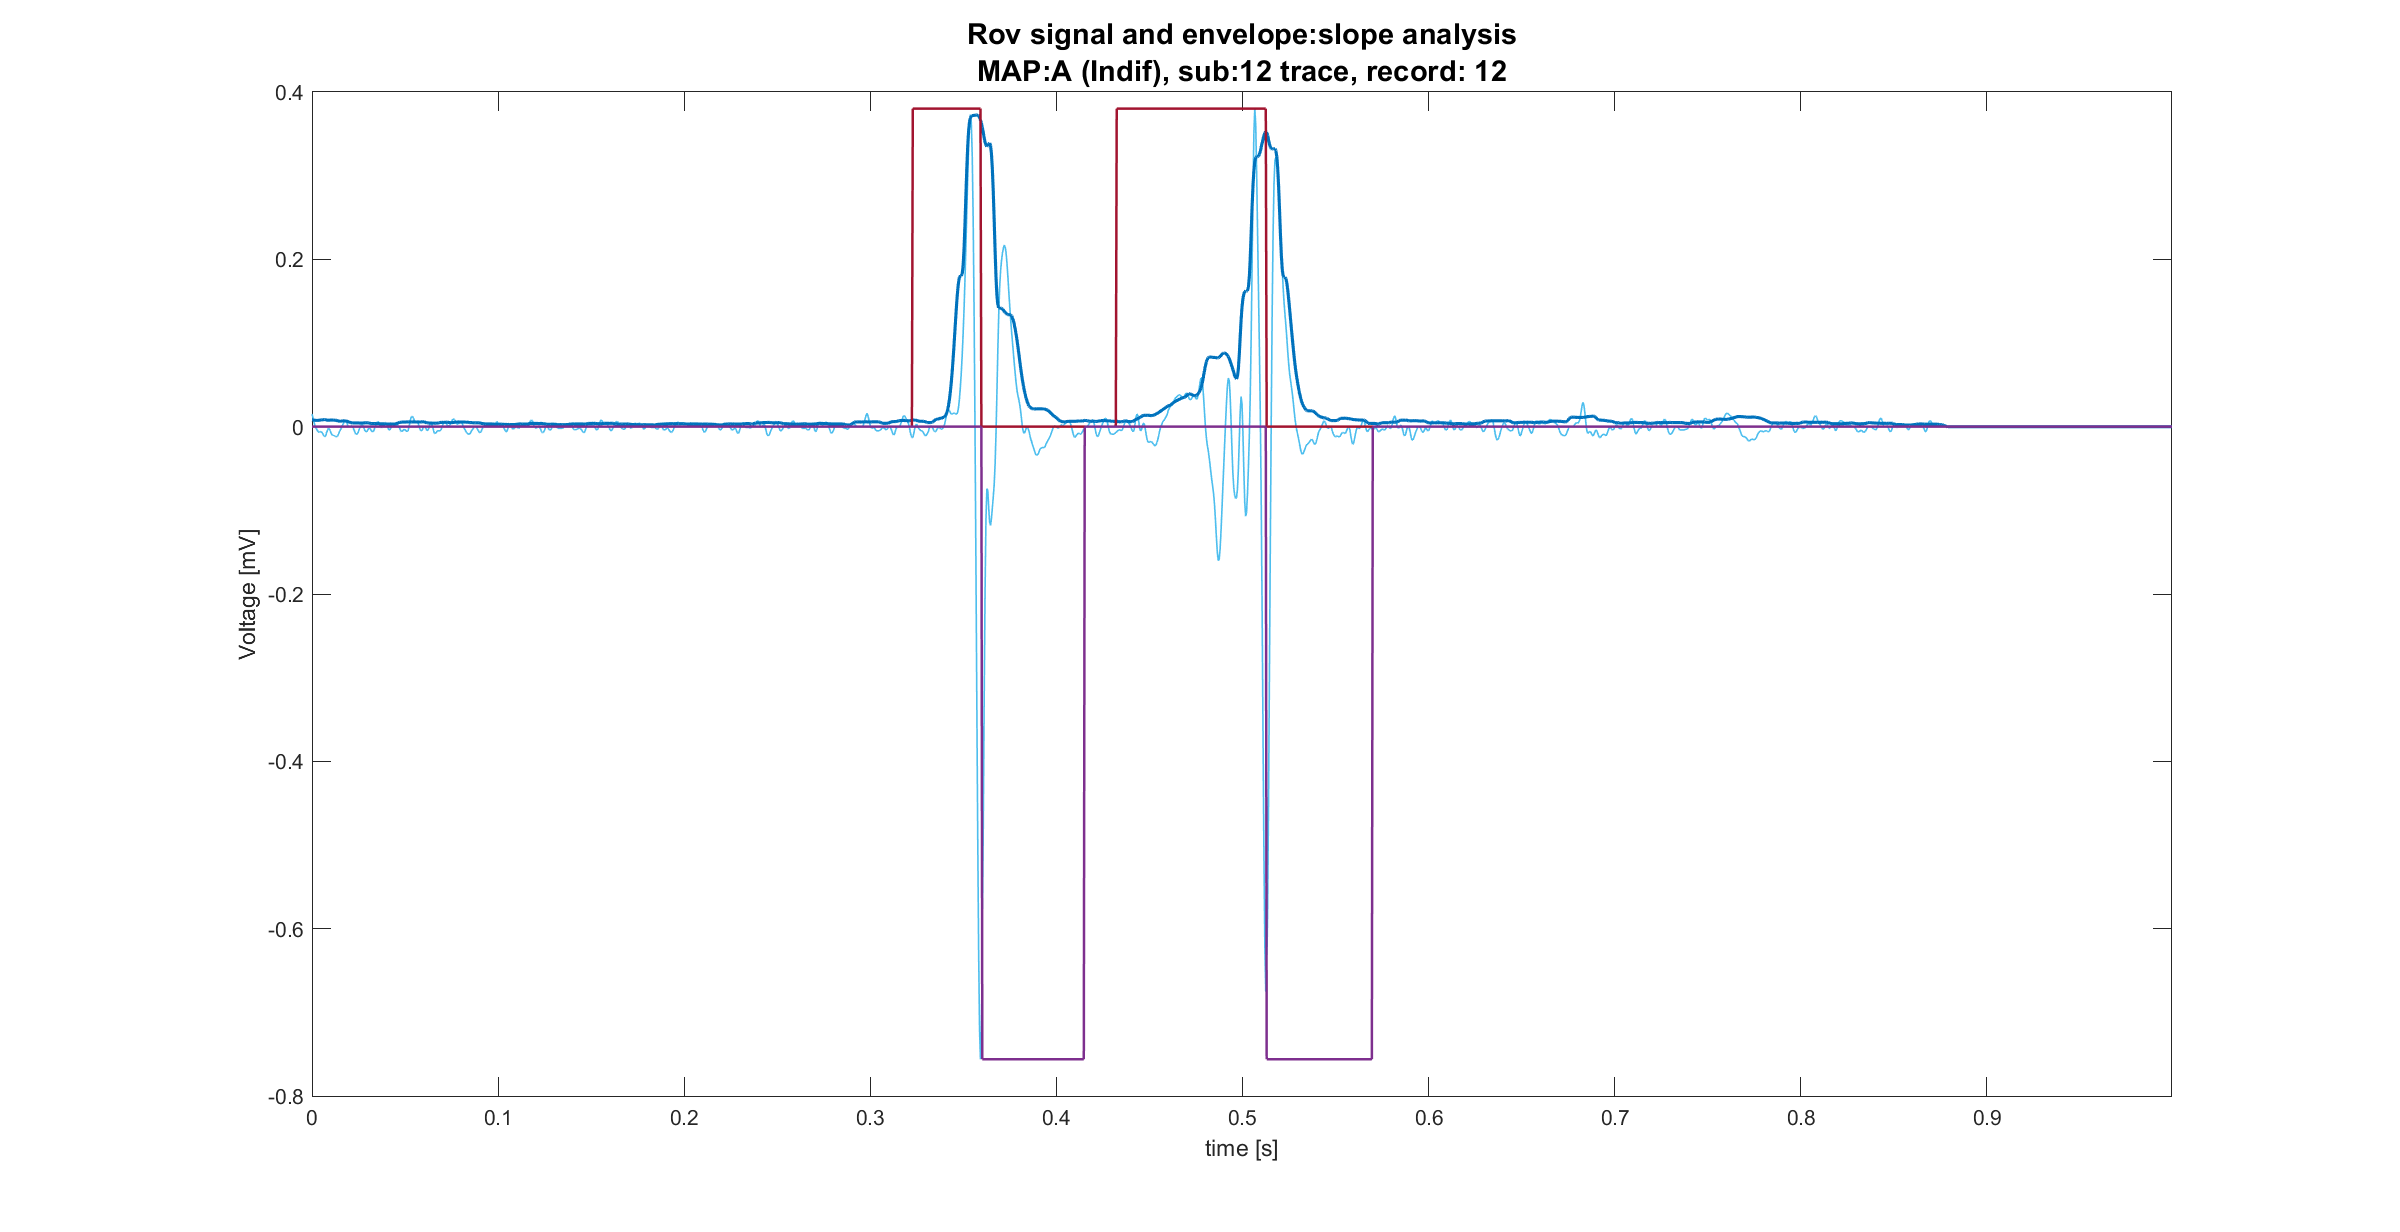 Rov signal and envelope:slope analysis
MAP:A (Indif), sub:12 trace, record: 12
0.4
0.2
0
-0.2
-0.4
-0.6
-0.8
Voltage [mV]
0 0.1 0.2 0.3 0.4 0.5 0.6 0.7 0.8 0.9
time [s]